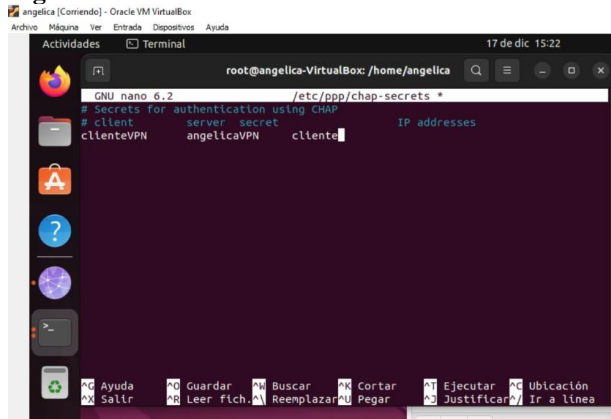 angelica [Corriendo] - Oracle VM VirtualBox
Archivo Máquina Ver Entrada Dispositivos Ayuda
Actividades Terminal 17 de dic 15:22
root@angelica-VirtualBox: /home/angelica
GNU nano 6.2 /etc/ppp/chap-secrets *
# Secrets for authentication using CHAP
# client server secret IP addresses
clienteVPN angelicaVPN cliente
^G Ayuda ^O Guardar ^W Buscar ^K Cortar ^T Ejecutar ^C Ubicación
^X Salir ^R Leer fich. ^\ Reemplazar ^U Pegar ^J Justificar ^/ Ir a línea